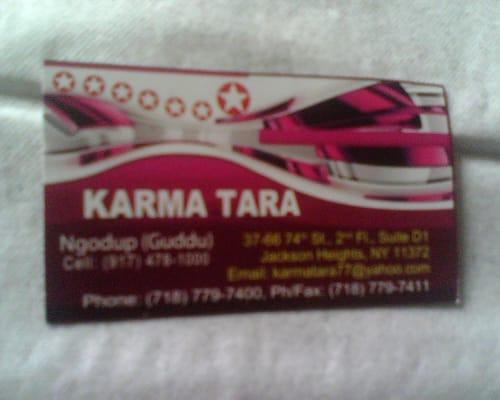 KARMA TARA
Ngodup (Guddu)
Cell: (917) 478-1000
37-66 74th St., 2nd Fl., Suite D1
Jackson Heights, NY 11372
Email: karmatara77@yahoo.com
Phone: (718) 779-7400, Ph/Fax: (718) 779-7411